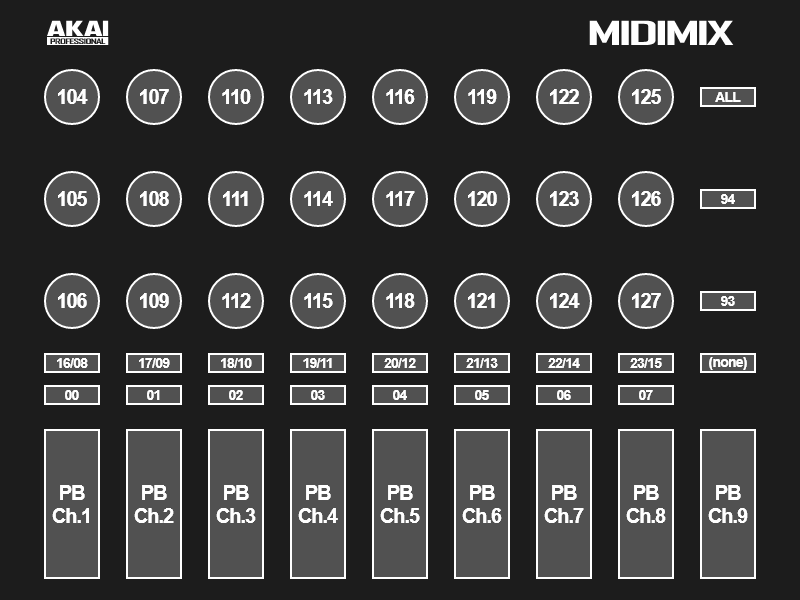 AKAI MIDIMIX
PROFESSIONAL
104 107 110 113 116 119 122 125 ALL
105 108 111 114 117 120 123 126 94
106 109 112 115 118 121 124 127 93
16/08 17/09 18/10 19/11 20/12 21/13 22/14 23/15 (none)
00 01 02 03 04 05 06 07
PB PB PB PB PB PB PB PB PB
Ch.1 Ch.2 Ch.3 Ch.4 Ch.5 Ch.6 Ch.7 Ch.8 Ch.9